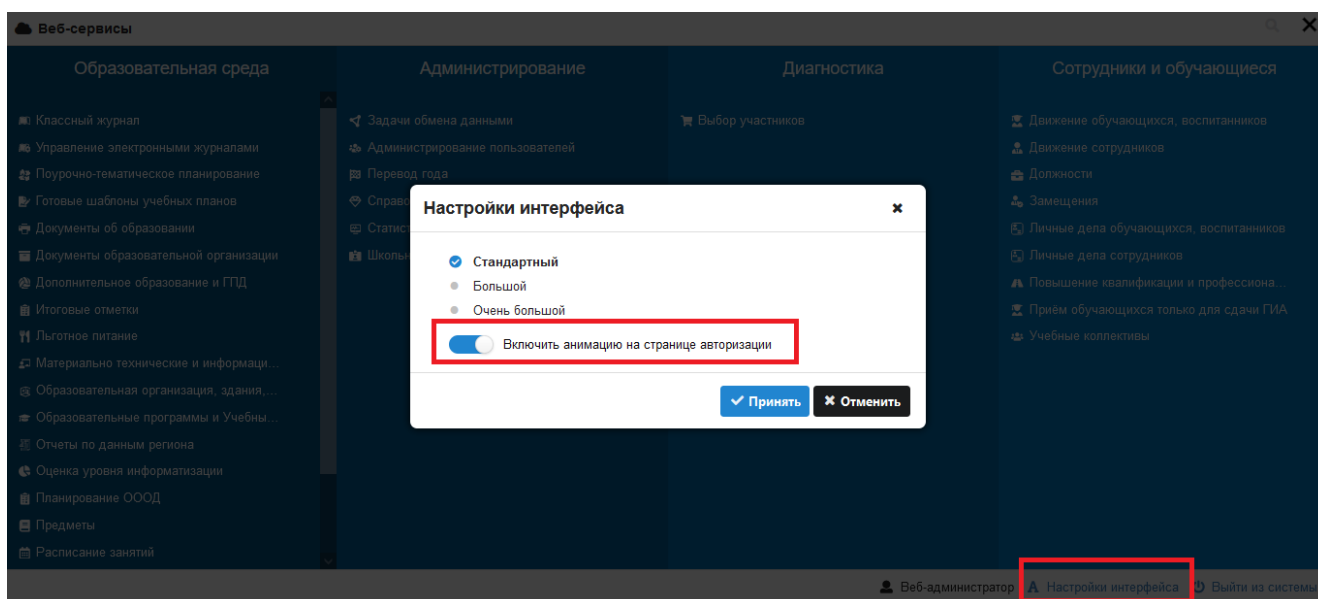 Веб-сервисы
Образовательная среда
Классный журнал
Управление электронными журналами
Поурочно-тематическое планирование
Готовые шаблоны учебных планов
Документы об образовании
Документы образовательной организации
Дополнительное образование и ГПД
Итоговые отметки
Льготное питание
Материально технические и информаци...
Образовательная организация, здания,...
Образовательные программы и Учебны...
Отчеты по данным региона
Оценка уровня информатизации
Планирование ОООД
Предметы
Расписание занятий
Администрирование
Задачи обмена данными
Администрирование пользователей
Перевод года
Справо
Статист
Школьн
Диагностика
Выбор участников
Сотрудники и обучающиеся
Движение обучающихся, воспитанников
Движение сотрудников
Должности
Замещения
Личные дела обучающихся, воспитанников
Личные дела сотрудников
Повышение квалификации и профессиона...
Приём обучающихся только для сдачи ГИА
Учебные коллективы
Настройки интерфейса
Стандартный
Большой
Очень большой
Включить анимацию на странице авторизации
Принять Отменить
Веб-администратор А Настройки интерфейса Выйти из системы